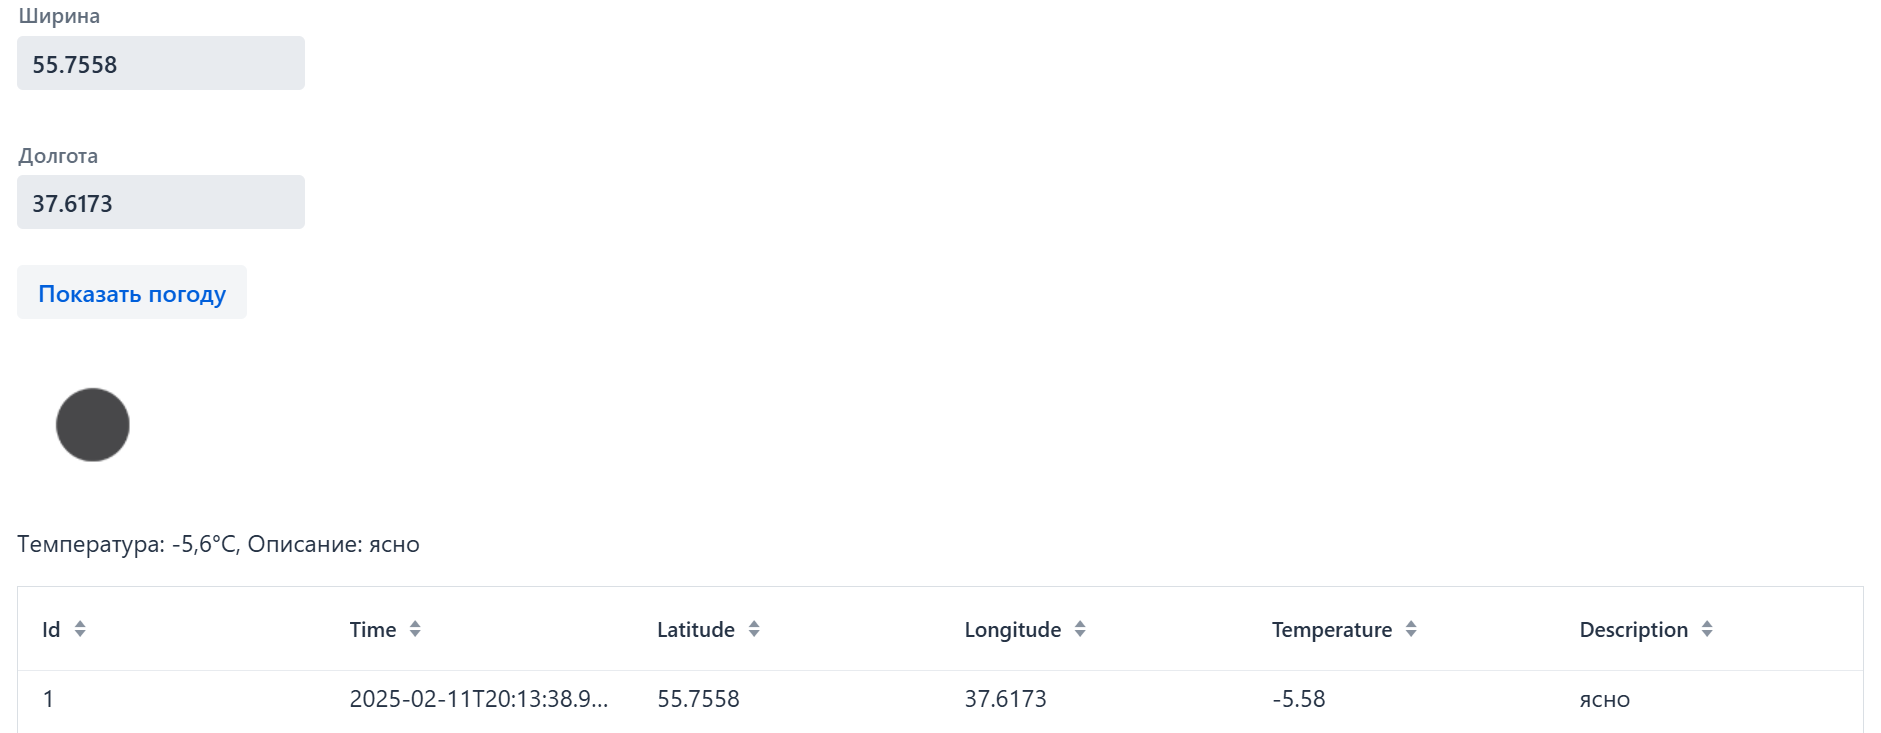 Ширина
55.7558
Долгота
37.6173
Показать погоду
Температура: -5,6°C, Описание: ясно
Id Time Latitude Longitude Temperature Description
1 2025-02-11T20:13:38.9... 55.7558 37.6173 -5.58 ясно